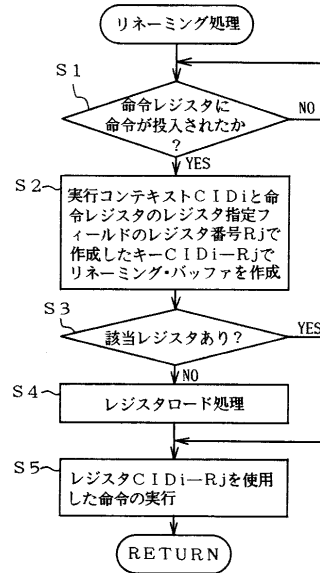 リネーミング処理
S1
命令レジスタに
命令が投入されたか
?
NO
YES
S2
実行コンテキストCIDiと命
令レジスタのレジスタ指定フ
ィールドのレジスタ番号Rjで
作成したキーCIDi—Rjで
リネーミング・バッファを作成
S3
該当レジスタあり?
YES
NO
S4
レジスタロード処理
S5
レジスタCIDi—Rjを使用
した命令の実行
RETURN